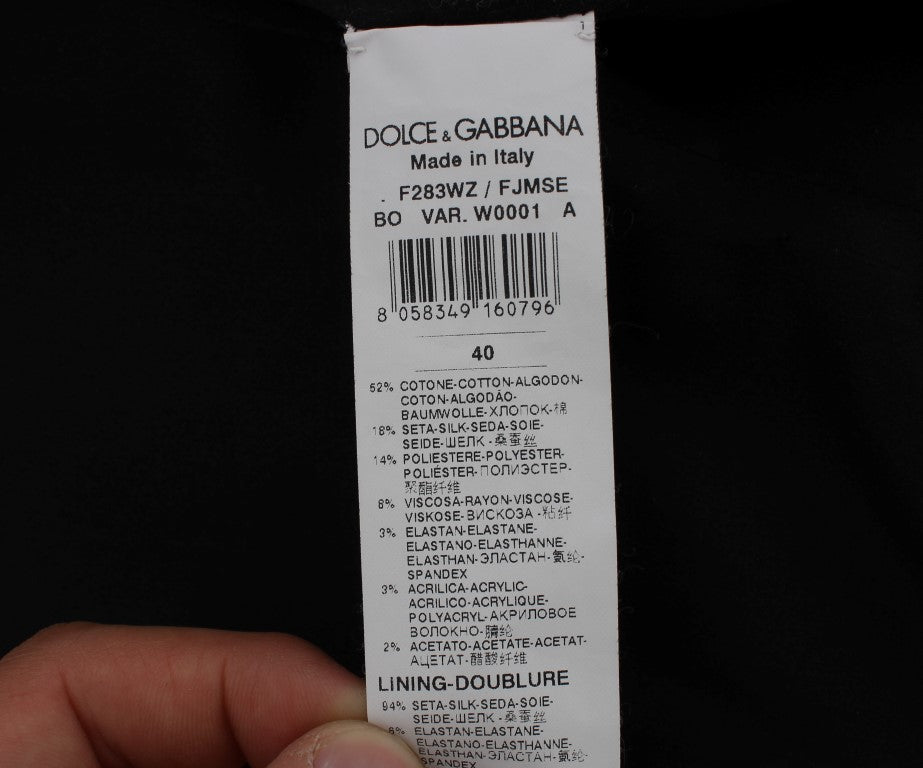 1
DOLCE & GABBANA
Made in Italy
. F283WZ / FJMSE
BO VAR. W0001 A
8 058349 160796
40
52% COTONE-COTTON-ALGODON-
COTON-ALGODÃO-
BAUMWOLLE-ХЛОПОК-棉
18% SETA-SILK-SEDA-SOIE-
SEIDE-ШЕЛК-桑蚕丝
14% POLIESTERE-POLYESTER-
POLIÉSTER-ПОЛИЭСТЕР-
聚酯纤维
8% VISCOSA-RAYON-VISCOSE-
VISKOSE-ВИСКОЗА-粘纤
3% ELASTAN-ELASTANE-
ELASTANO-ELASTHANNE-
ELASTHAN-ЭЛАСТАН-氨纶-
SPANDEX
3% ACRILICA-ACRYLIC-
ACRILICO-ACRYLIQUE-
POLYACRYL-АКРИЛОВОЕ
ВОЛОКНО-腈纶
2% ACETATO-ACETATE-ACETAT-
АЦЕТАТ-醋酸纤维
LINING-DOUBLURE
94% SETA-SILK-SEDA-SOIE-
SEIDE-ШЕЛК-桑蚕丝
6% ELASTAN-ELASTANE-
ELASTANO-ELASTHANNE-
ELASTHAN-ЭЛАСТАН-氨纶-
SPANDEX